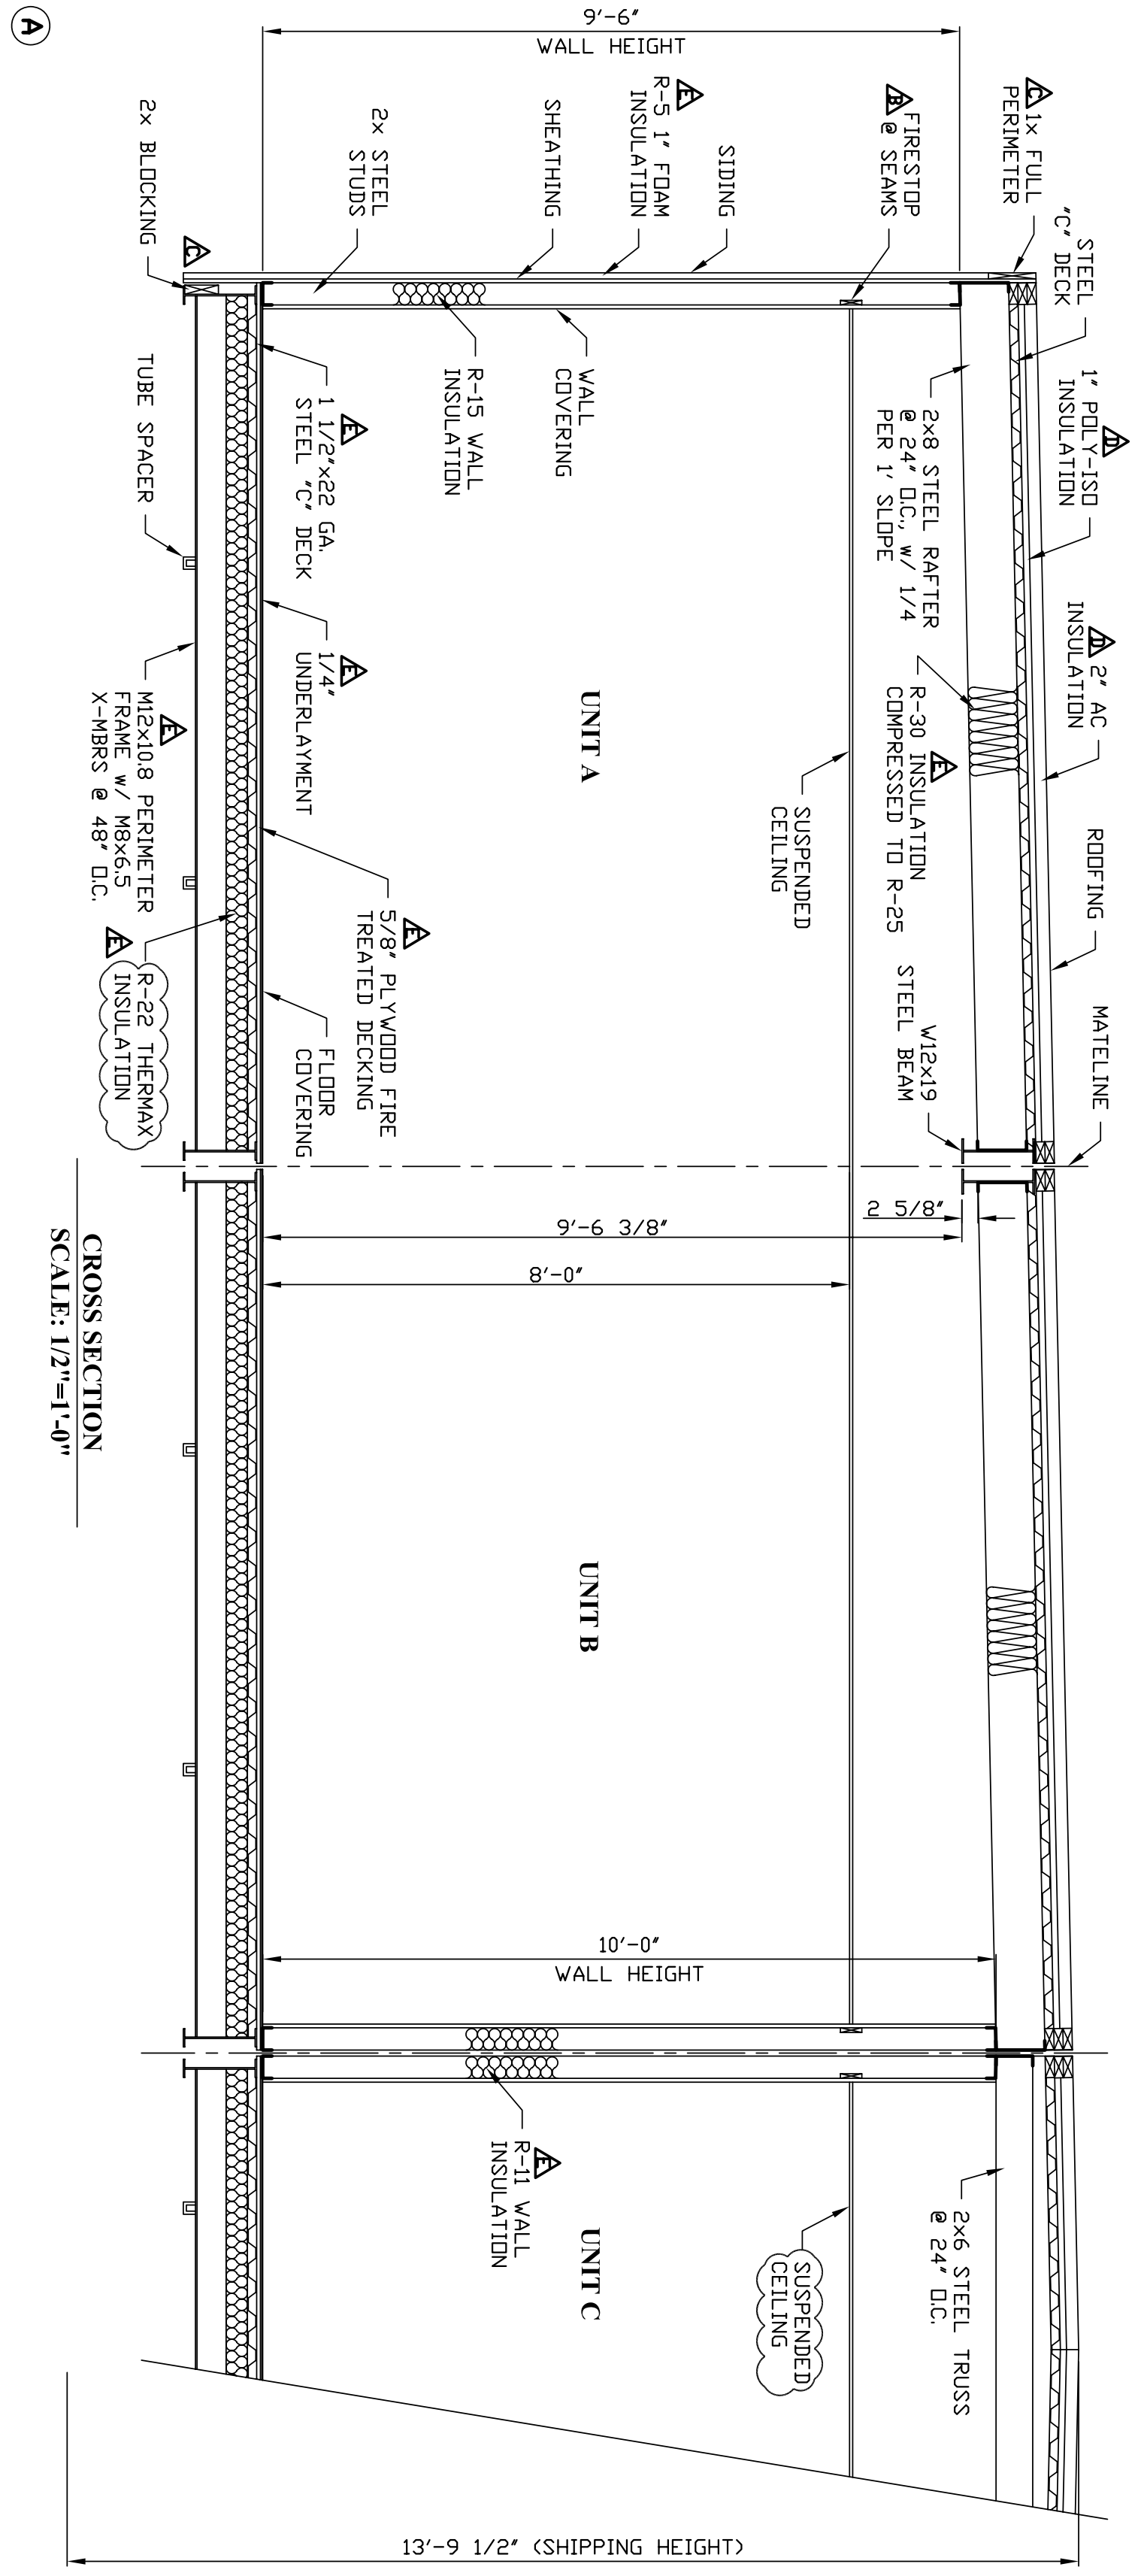 A
9'-6"
WALL HEIGHT
C 1x FULL
PERIMETER
STEEL
"C" DECK
D
1" POLY-ISO
INSULATION
D 2" AC
INSULATION
ROOFING
MATELINE
FIRESTOP
B @ SEAMS
SIDING
E
R-5 1" FOAM
INSULATION
SHEATHING
2x STEEL
STUDS
C
2x BLOCKING
2x8 STEEL RAFTER
@ 24" O.C., w/ 1/4
PER 1' SLOPE
E
R-30 INSULATION
COMPRESSED TO R-25
W12x19
STEEL BEAM
WALL
COVERING
R-15 WALL
INSULATION
E
1 1/2"x22 GA.
STEEL "C" DECK
TUBE SPACER
SUSPENDED
CEILING
UNIT A
E
1/4"
UNDERLAYMENT
E
5/8" PLYWOOD FIRE
TREATED DECKING
FLOOR
COVERING
E
M12x10.8 PERIMETER
FRAME w/ M8x6.5
X-MBRS @ 48" O.C.
E
R-22 THERMAX
INSULATION
2 5/8"
9'-6 3/8"
8'-0"
UNIT B
10'-0"
WALL HEIGHT
2x6 STEEL TRUSS
@ 24" O.C.
SUSPENDED
CEILING
UNIT C
E
R-11 WALL
INSULATION
13'-9 1/2" (SHIPPING HEIGHT)
CROSS SECTION
SCALE: 1/2"=1'-0"